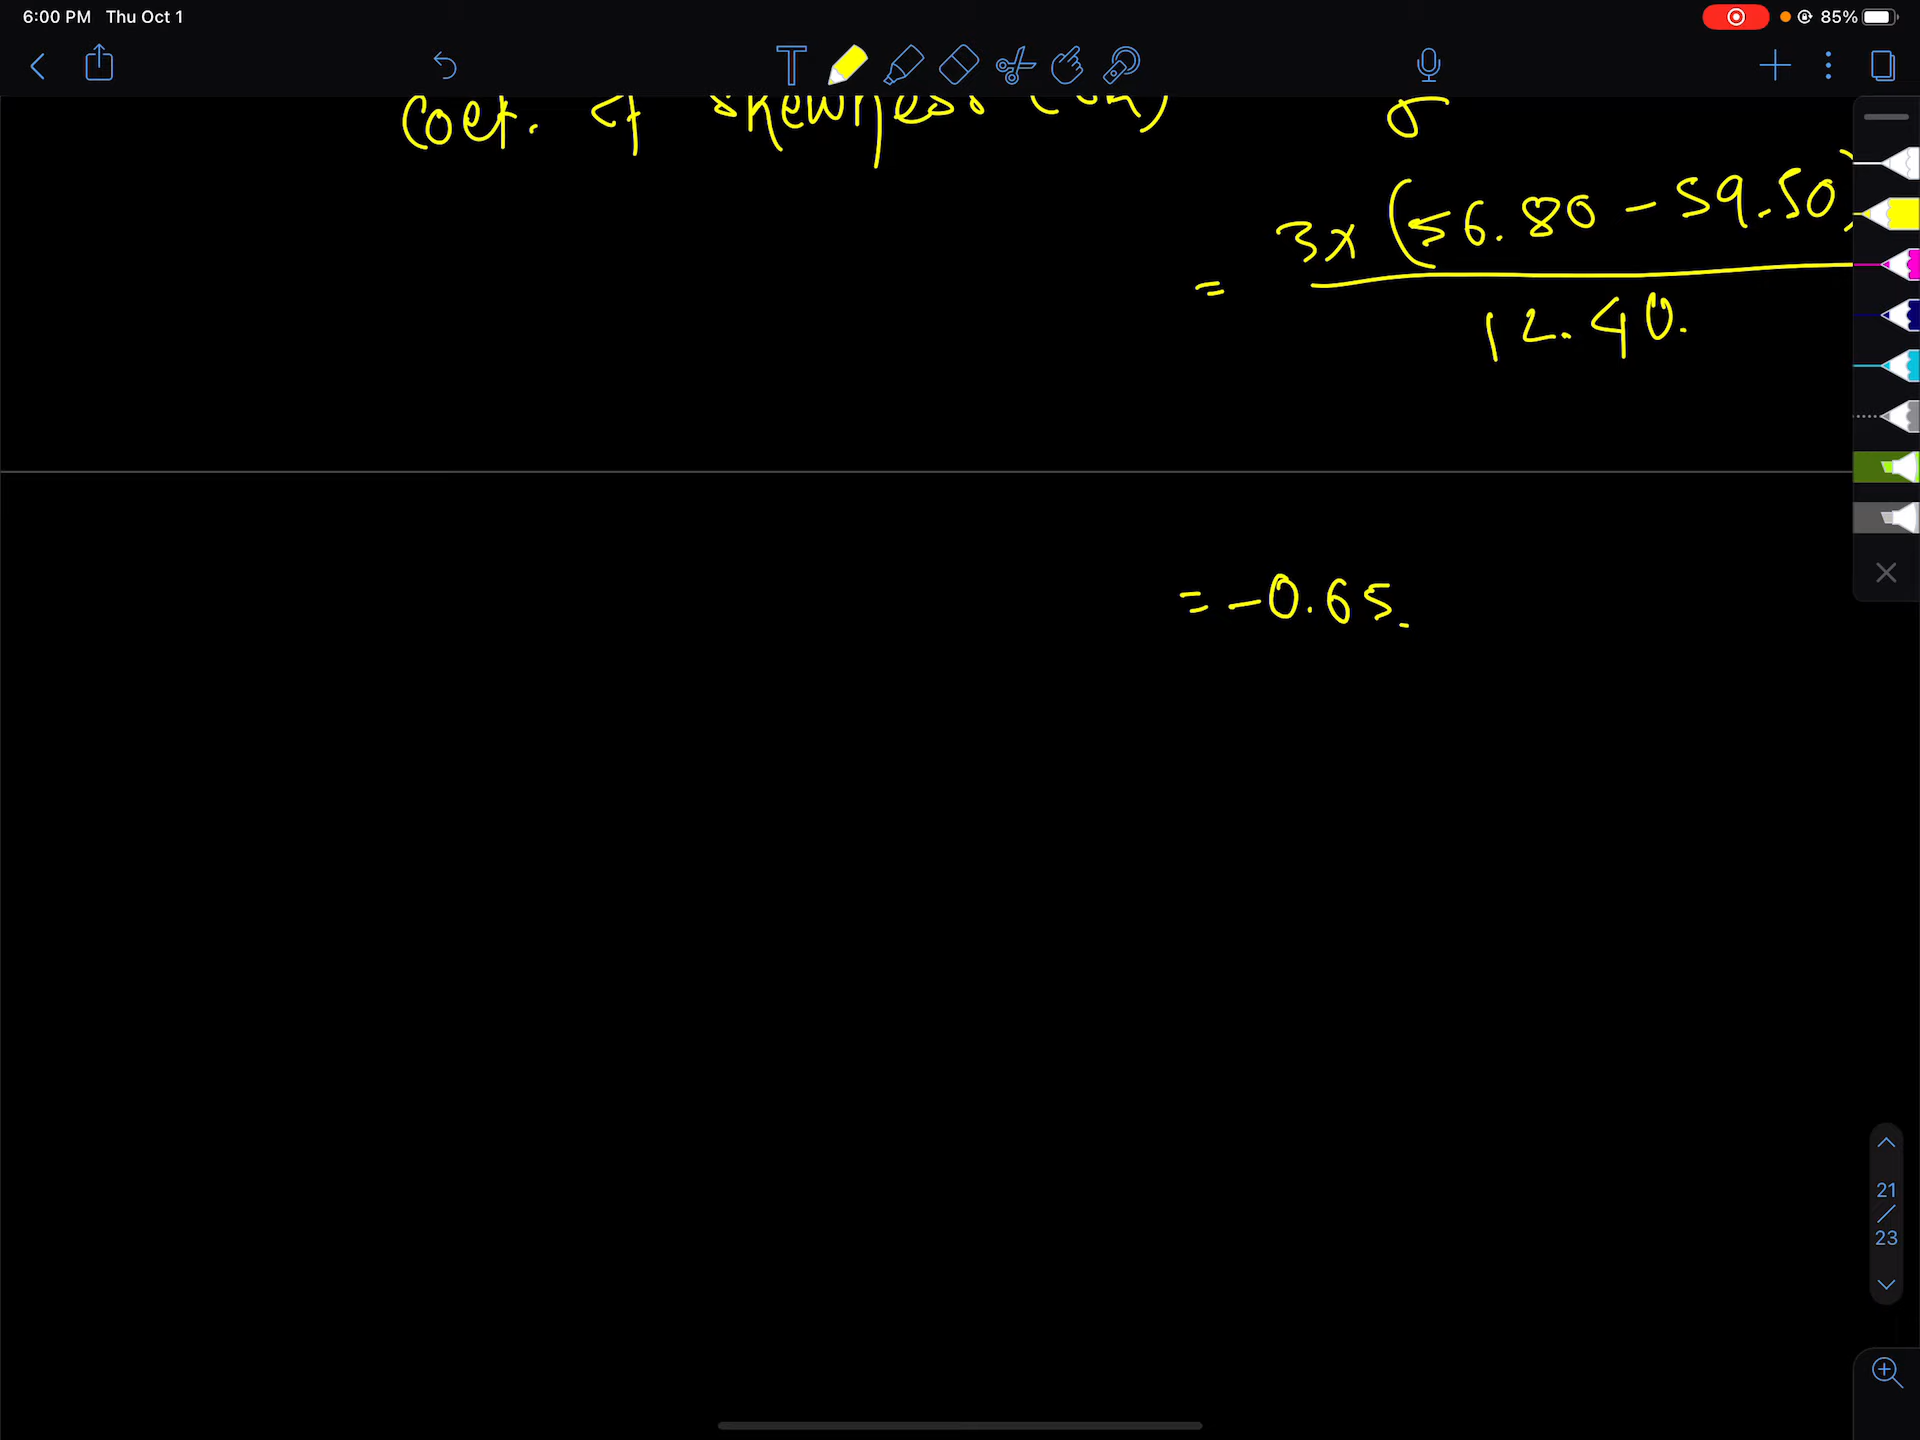 6:00 PM Thu Oct 1
85%
Coef. of skewness
σ
= 3x (56.80 - 59.50)
12.40.
= -0.65.
21
/
23